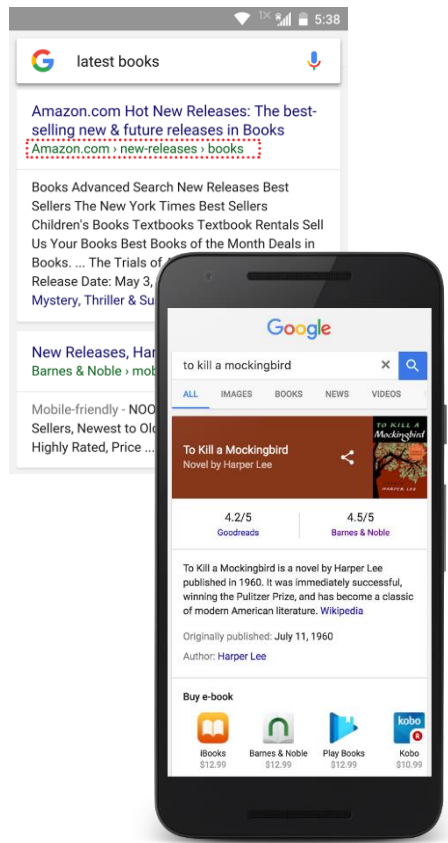 1× 5:38
G latest books
Amazon.com Hot New Releases: The best-
selling new & future releases in Books
Amazon.com › new-releases › books
Books Advanced Search New Releases Best
Sellers The New York Times Best Sellers
Children's Books Textbooks Textbook Rentals Sell
Us Your Books Best Books of the Month Deals in
Books. ... The Trials of
Release Date: May 3,
Mystery, Thriller & Su
New Releases, Har
Barnes & Noble › mob
Mobile-friendly - NOO
Sellers, Newest to Old
Highly Rated, Price ...
Google
to kill a mockingbird ×
ALL IMAGES BOOKS NEWS VIDEOS
To Kill a Mockingbird
Novel by Harper Lee
TO KILL A
Mockingbird
HARPER LEE
4.2/5 4.5/5
Goodreads Barnes & Noble
To Kill a Mockingbird is a novel by Harper Lee
published in 1960. It was immediately successful,
winning the Pulitzer Prize, and has become a classic
of modern American literature. Wikipedia
Originally published: July 11, 1960
Author: Harper Lee
Buy e-book
kobo
R
iBooks Barnes & Noble Play Books Kobo
$12.99 $12.99 $12.99 $10.99